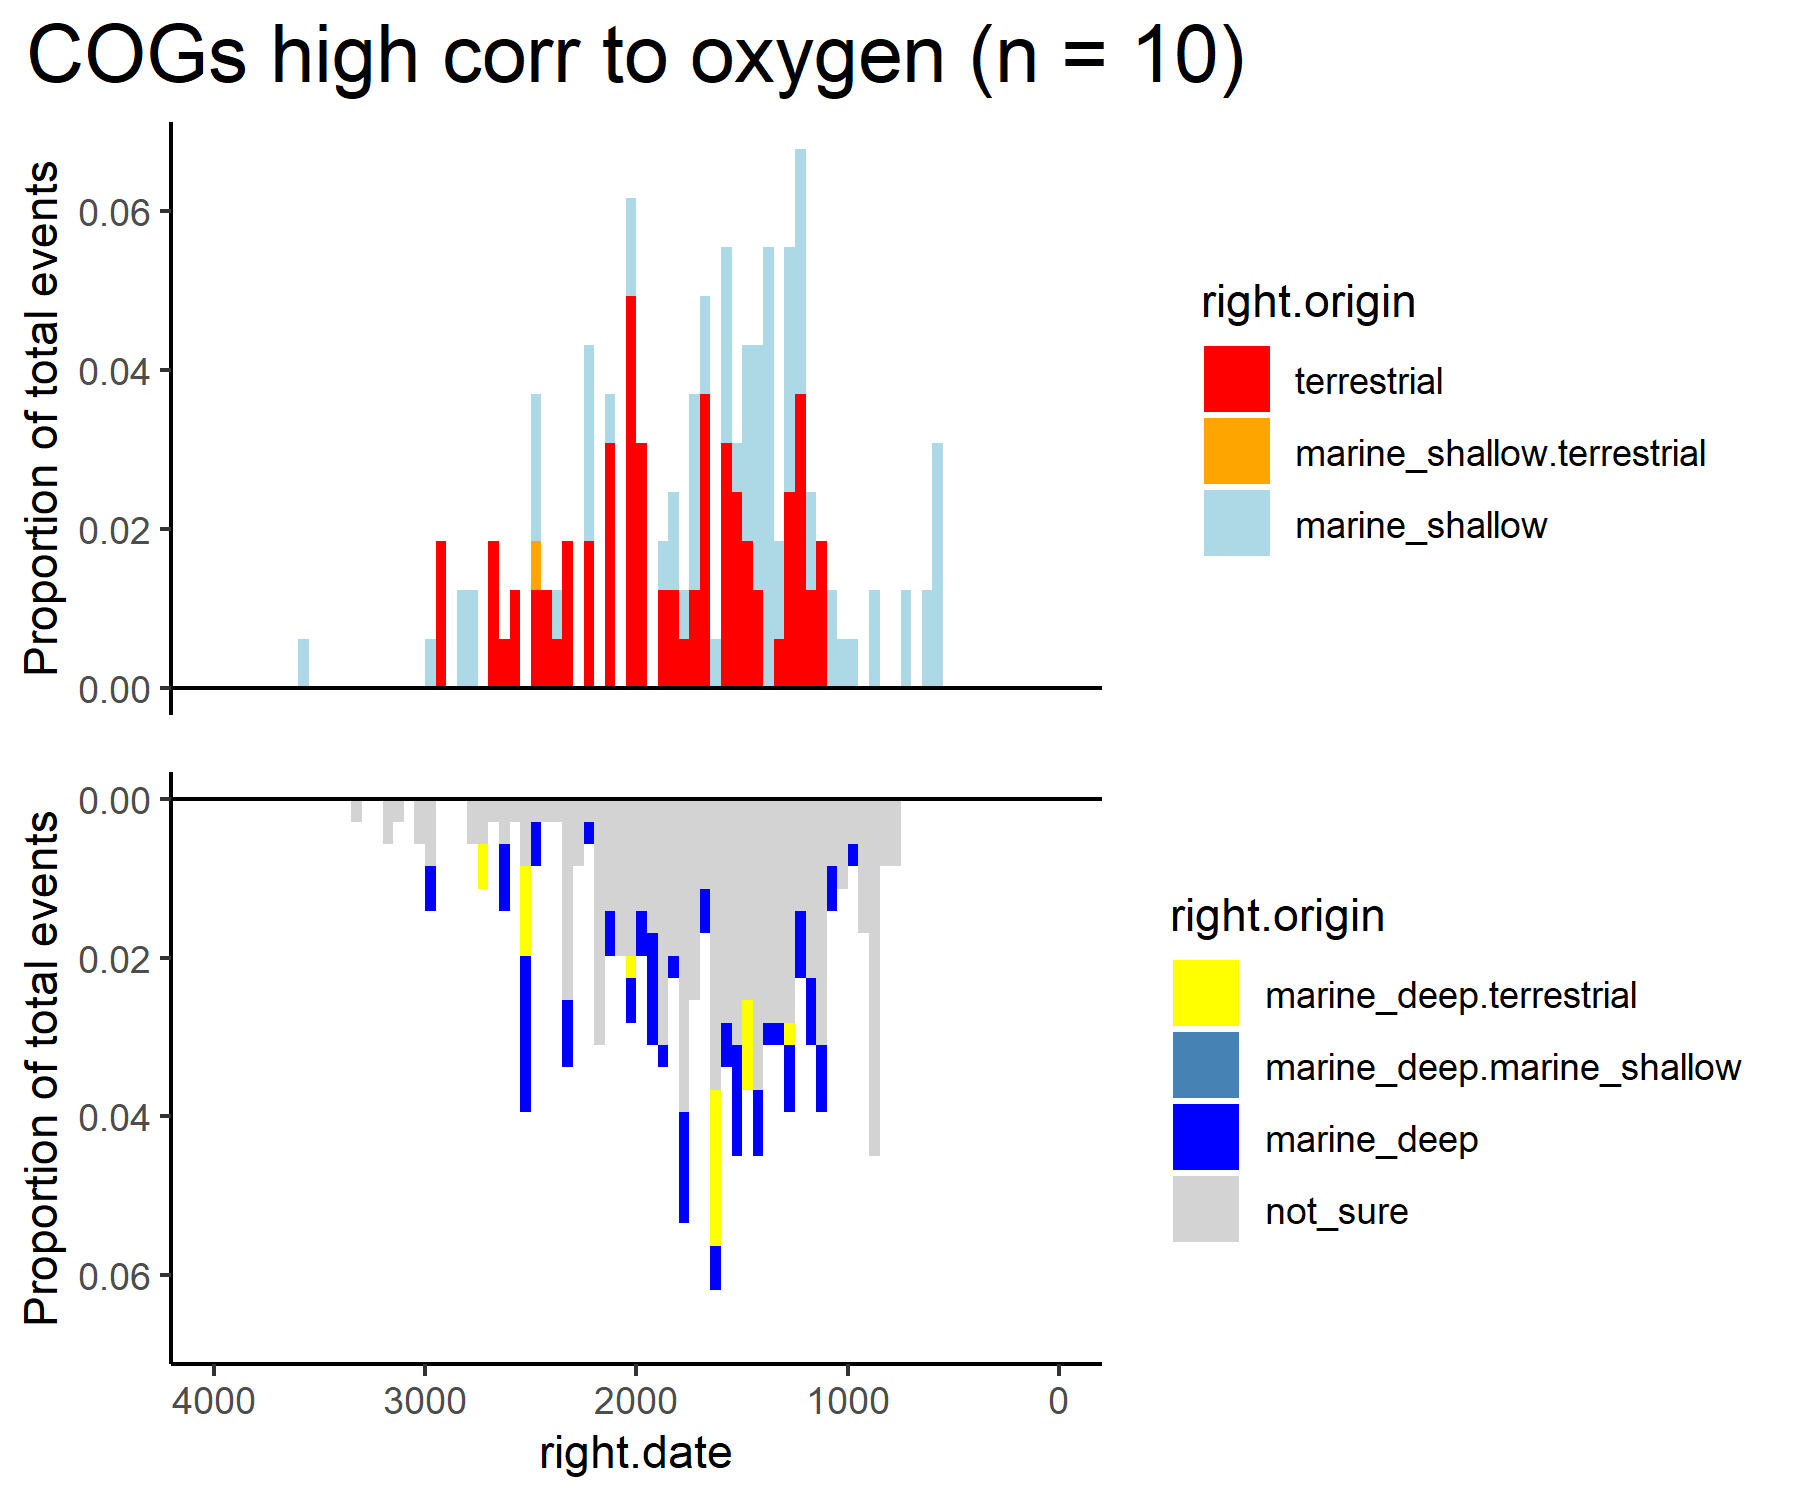 COGs high corr to oxygen (n = 10)
Proportion of total events
0.06
0.04
0.02
0.00
right.origin
terrestrial
marine_shallow.terrestrial
marine_shallow
Proportion of total events
0.00
0.02
0.04
0.06
4000 3000 2000 1000 0
right.date
right.origin
marine_deep.terrestrial
marine_deep.marine_shallow
marine_deep
not_sure